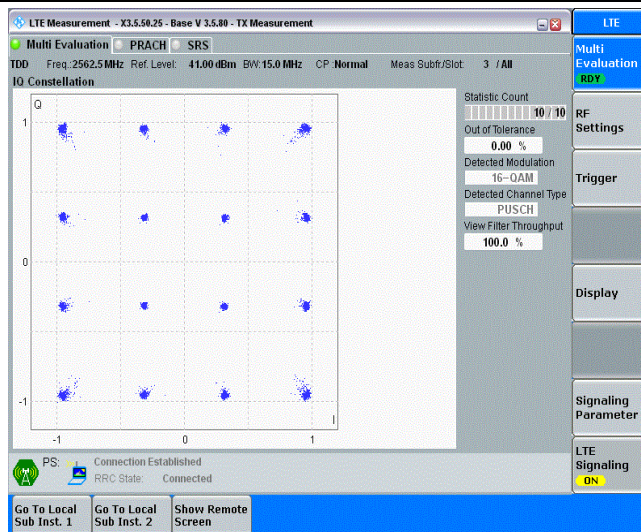 LTE Measurement - X3.5.50.25 - Base V 3.5.80 - TX Measurement
LTE
Multi Evaluation PRACH SRS
TDD Freq.:2562.5 MHz Ref. Level: 41.00 dBm BW:15.0 MHz CP :Normal Meas Subfr./Slot: 3 / All
IQ Constellation
Q
1
0
-1
I
-1 0 1
Statistic Count
10 / 10
Out of Tolerance
0.00 %
Detected Modulation
16-QAM
Detected Channel Type
PUSCH
View Filter Throughput
100.0 %
PS: Connection Established
RRC State: Connected
Multi
Evaluation
RDY
RF
Settings
Trigger
Display
Signaling
Parameter
LTE
Signaling
ON
Go To Local
Sub Inst. 1
Go To Local
Sub Inst. 2
Show Remote
Screen